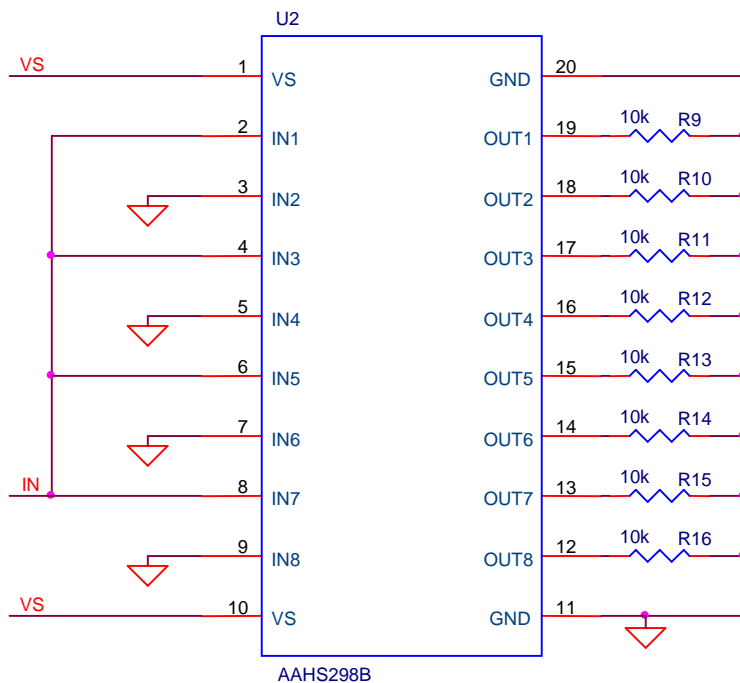 U2
VS 1 VS GND 20
2 IN1 OUT1 19 10k R9
3 IN2 OUT2 18 10k R10
4 IN3 OUT3 17 10k R11
5 IN4 OUT4 16 10k R12
6 IN5 OUT5 15 10k R13
7 IN6 OUT6 14 10k R14
IN 8 IN7 OUT7 13 10k R15
9 IN8 OUT8 12 10k R16
VS 10 VS GND 11
AAHS298B